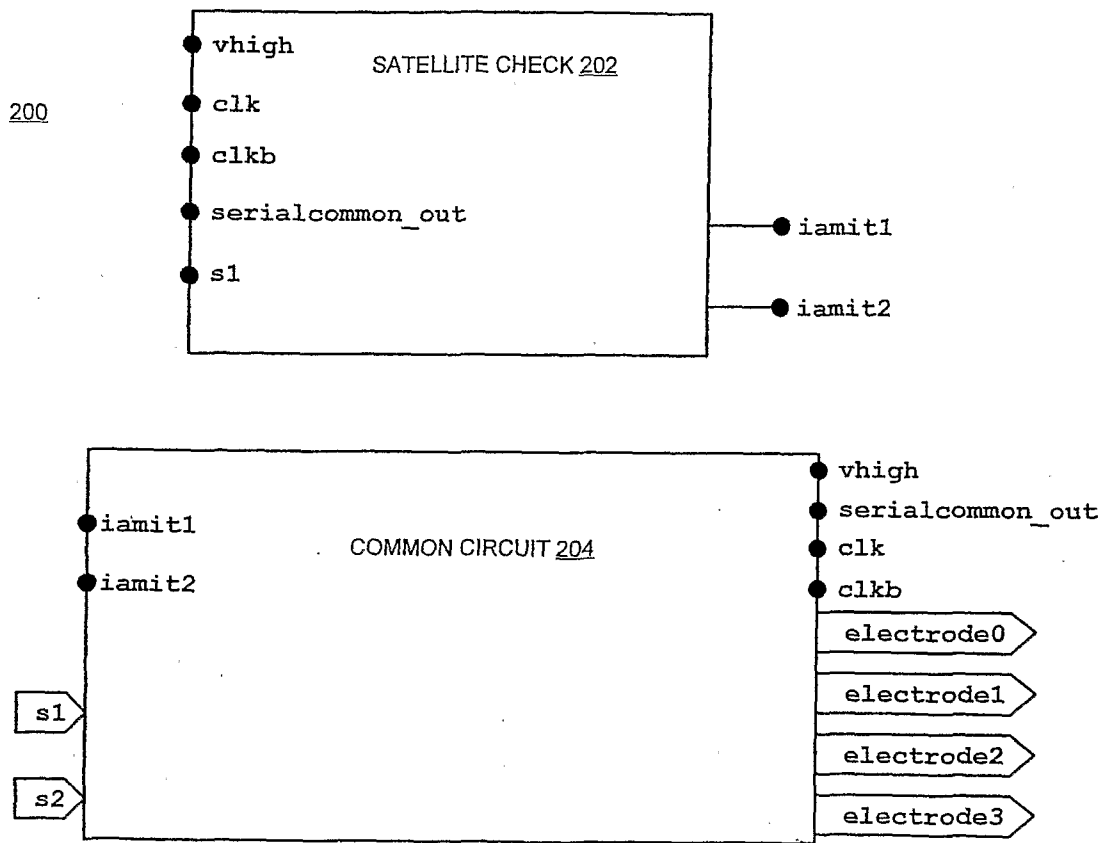 200
SATELLITE CHECK 202
vhigh
clk
clkb
serialcommon_out
s1
iamit1
iamit2
COMMON CIRCUIT 204
iamit1
iamit2
s1
s2
vhigh
serialcommon_out
clk
clkb
electrode0
electrode1
electrode2
electrode3